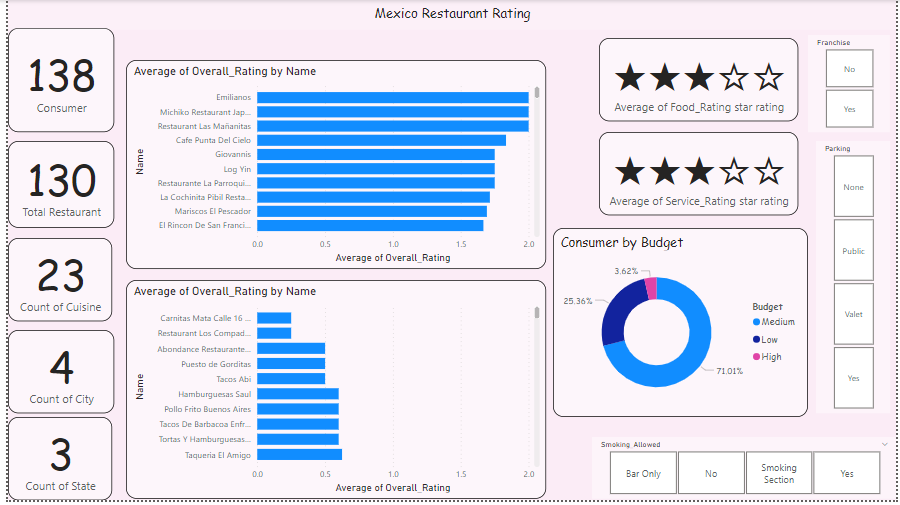 Mexico Restaurant Rating
138
Consumer
130
Total Restaurant
23
Count of Cuisine
4
Count of City
3
Count of State
Average of Overall_Rating by Name
Name
Emilianos
Michiko Restaurant Jap...
Restaurant Las Mañanitas
Cafe Punta Del Cielo
Giovannis
Log Yin
Restaurante La Parroqui...
La Cochinita Pibil Resta...
Mariscos El Pescador
El Rincon De San Franci...
0.0 0.5 1.0 1.5 2.0
Average of Overall_Rating
Average of Overall_Rating by Name
Name
Carnitas Mata Calle 16 ...
Restaurant Los Compad...
Abondance Restaurante...
Puesto de Gorditas
Tacos Abi
Hamburguesas Saul
Pollo Frito Buenos Aires
Tacos De Barbacoa Enfr...
Tortas Y Hamburguesas...
Taqueria El Amigo
0.0 0.5 1.0 1.5 2.0
Average of Overall_Rating
★★★☆☆
Average of Food_Rating star rating
★★★☆☆
Average of Service_Rating star rating
Consumer by Budget
3.62%
25.36%
71.01%
Budget
Medium
Low
High
Franchise
No
Yes
Parking
None
Public
Valet
Yes
Smoking_Allowed
Bar Only
No
Smoking
Section
Yes